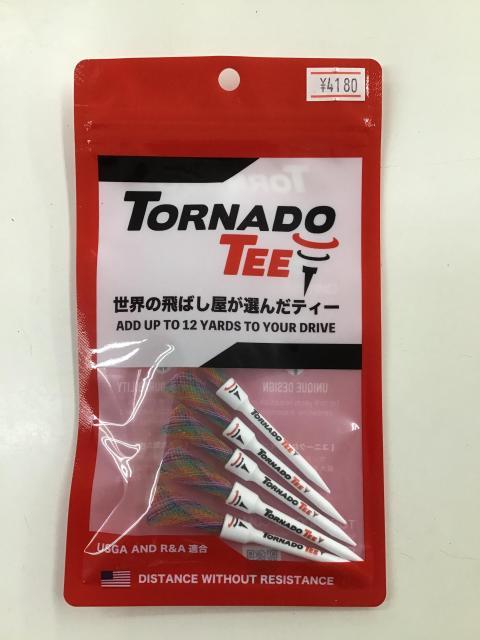 ¥4180
TORNADO
TEE
世界の飛ばし屋が選んだティー
ADD UP TO 12 YARDS TO YOUR DRIVE
UNIQUE DESIGN
TORNADO TEE
TORNADO TEE
TORNADO TEE
TORNADO TEE
TORNADO TEE
USGA AND R&A 適合
DISTANCE WITHOUT RESISTANCE